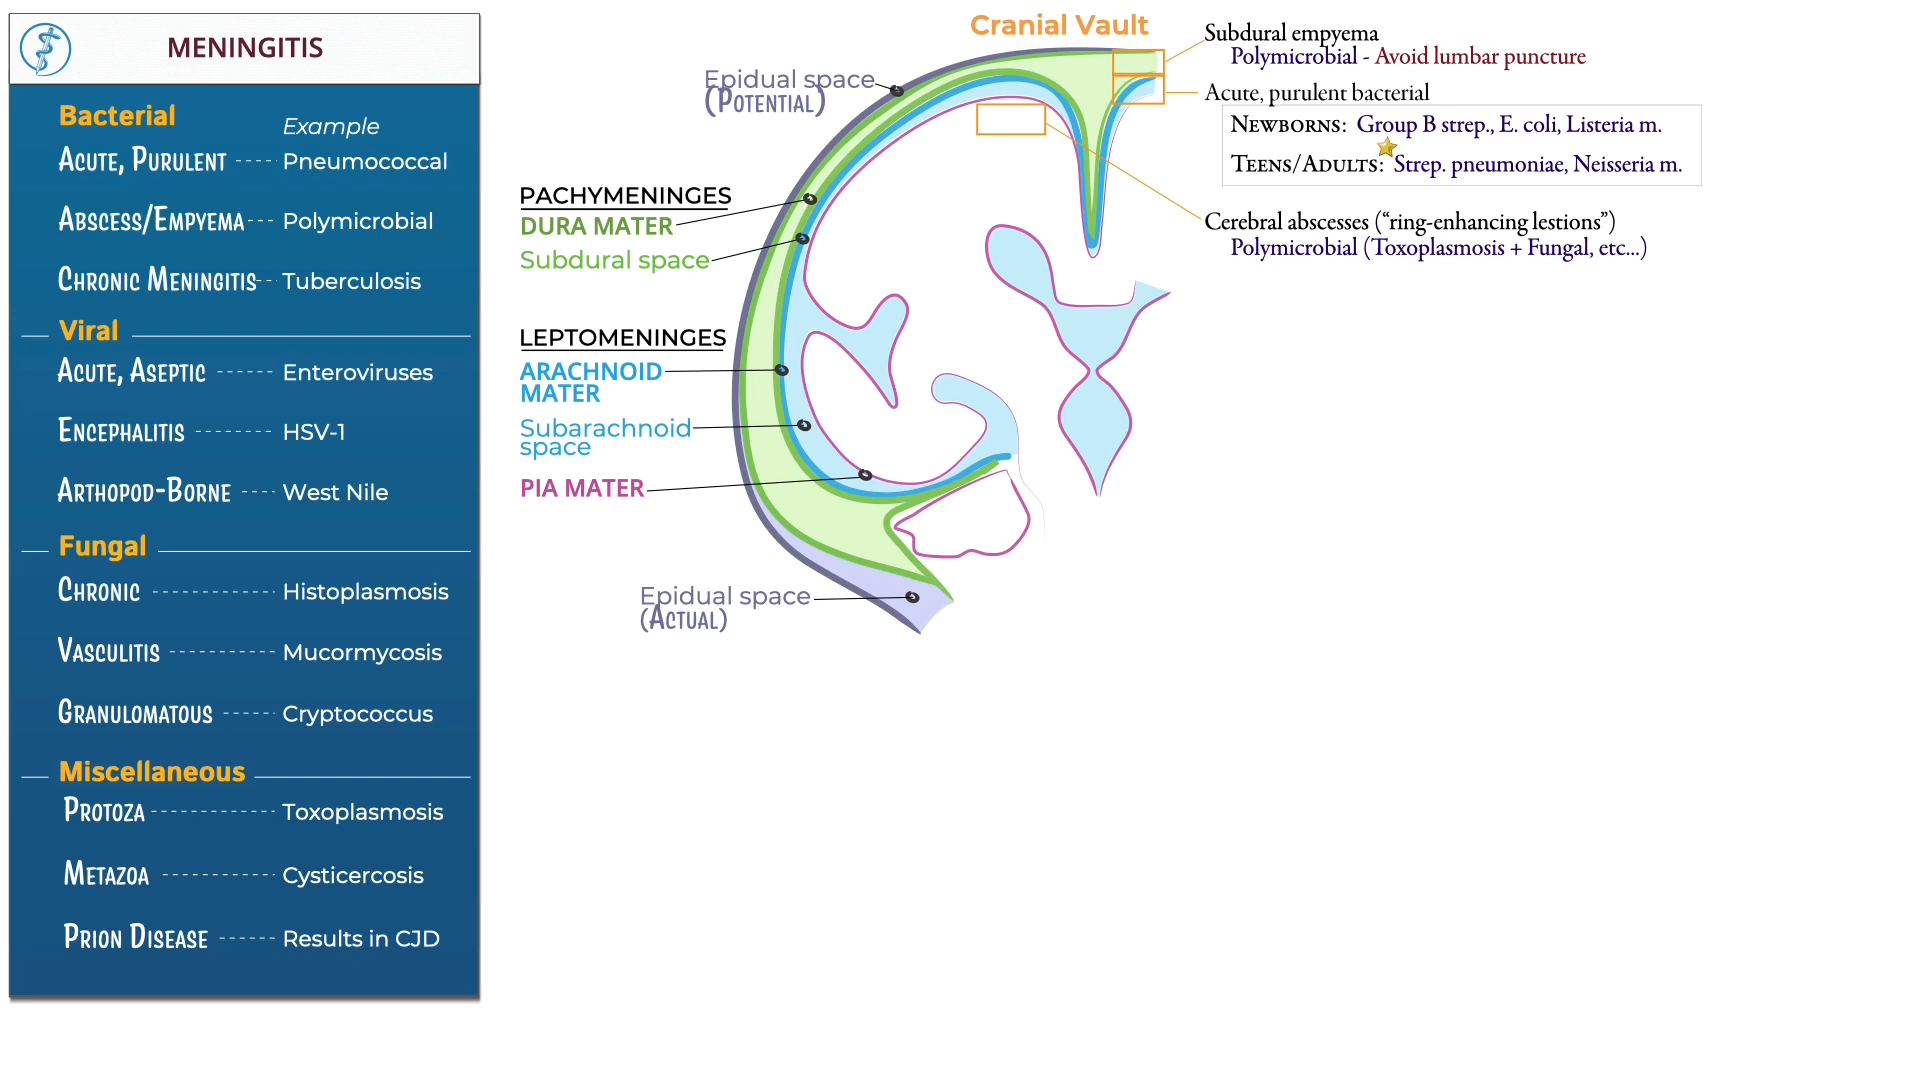 MENINGITIS
Bacterial
Example
Acute, Purulent ---- Pneumococcal
Abscess/Empyema --- Polymicrobial
Chronic Meningitis -- Tuberculosis
Viral
Acute, Aseptic ------ Enteroviruses
Encephalitis -------- HSV-1
Arthopod-Borne ---- West Nile
Fungal
Chronic ------------ Histoplasmosis
Vasculitis ----------- Mucormycosis
Granulomatous ----- Cryptococcus
Miscellaneous
Protoza ------------- Toxoplasmosis
Metazoa ------------ Cysticercosis
Prion Disease ------ Results in CJD
Cranial Vault
Epidual space
(Potential)
PACHYMENINGES
DURA MATER
Subdural space
LEPTOMENINGES
ARACHNOID
MATER
Subarachnoid
space
PIA MATER
Epidual space
(Actual)
Subdural empyema
Polymicrobial - Avoid lumbar puncture
Acute, purulent bacterial
Newborns: Group B strep., E. coli, Listeria m.
Teens/Adults: Strep. pneumoniae, Neisseria m.
Cerebral abscesses (“ring-enhancing lestions”)
Polymicrobial (Toxoplasmosis + Fungal, etc...)